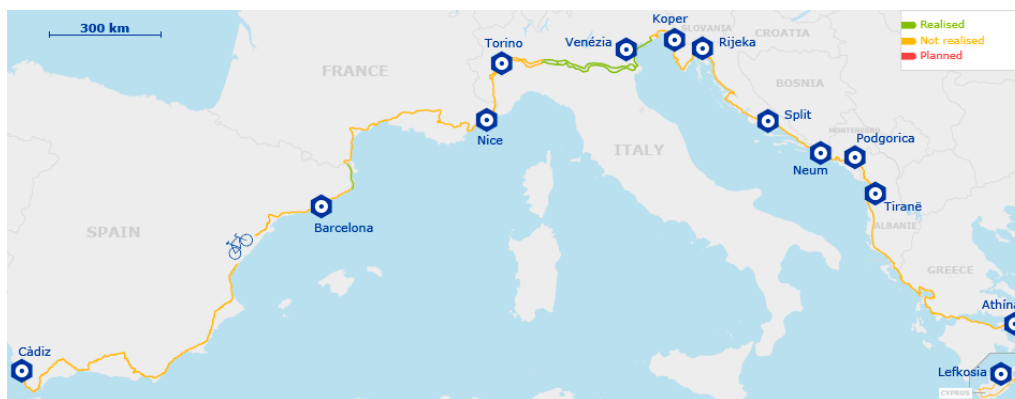 300 km
Realised
Not realised
Planned
Koper
SLOVENIA
CROATIA
Venézia
Rijeka
Torino
FRANCE
BOSNIA
Split
Nice
MONTENEGRO
Podgorica
ITALY
Neum
Tiranë
Barcelona
ALBANIE
SPAIN
GREECE
Athína
Càdiz
Lefkosia
CYPRUS